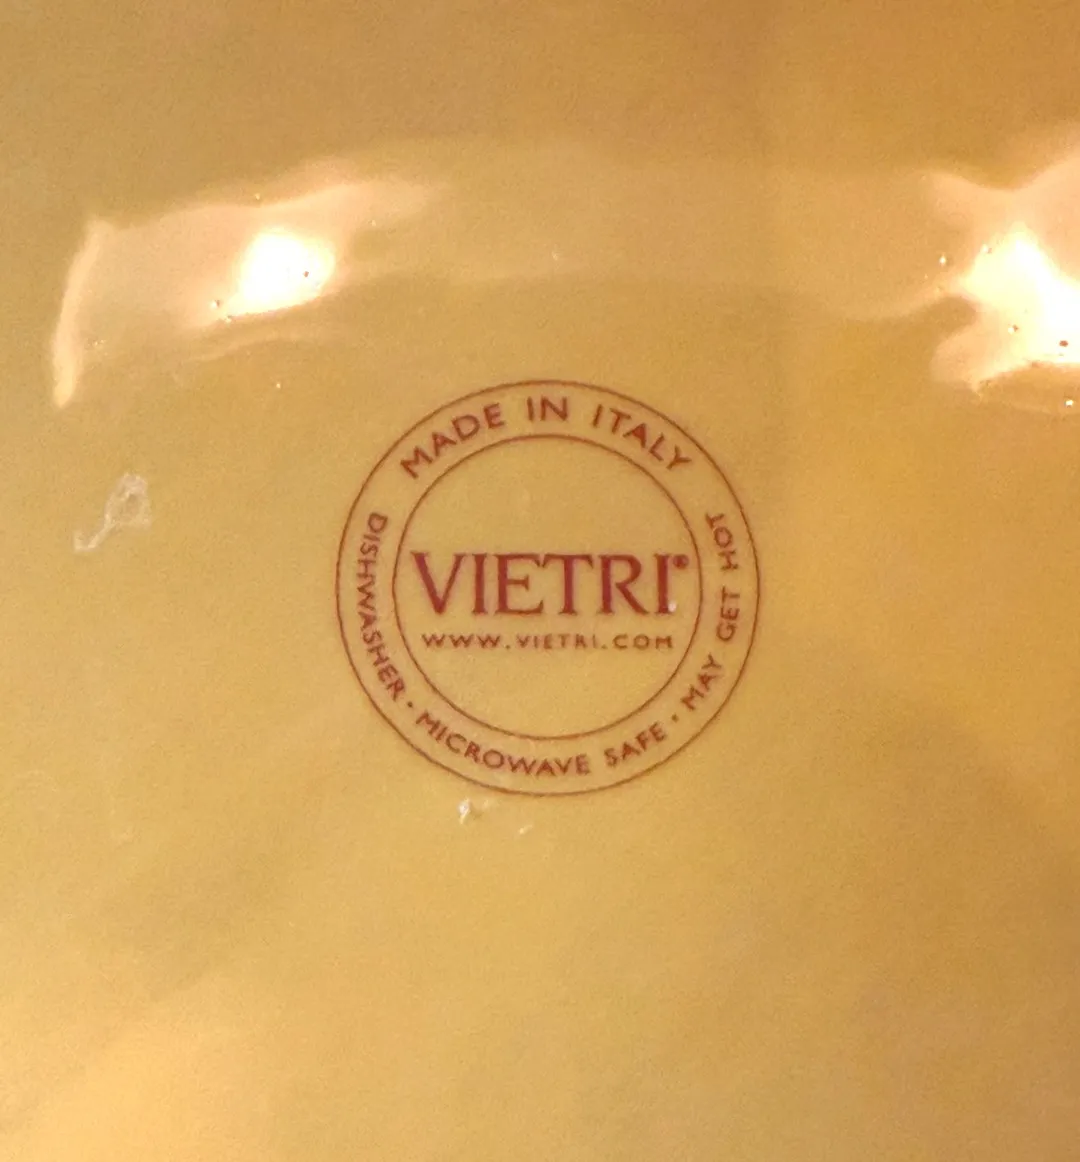 MADE IN ITALY
VIETRI®
WWW.VIETRI.COM
DISHWASHER · MICROWAVE SAFE · MAY GET HOT